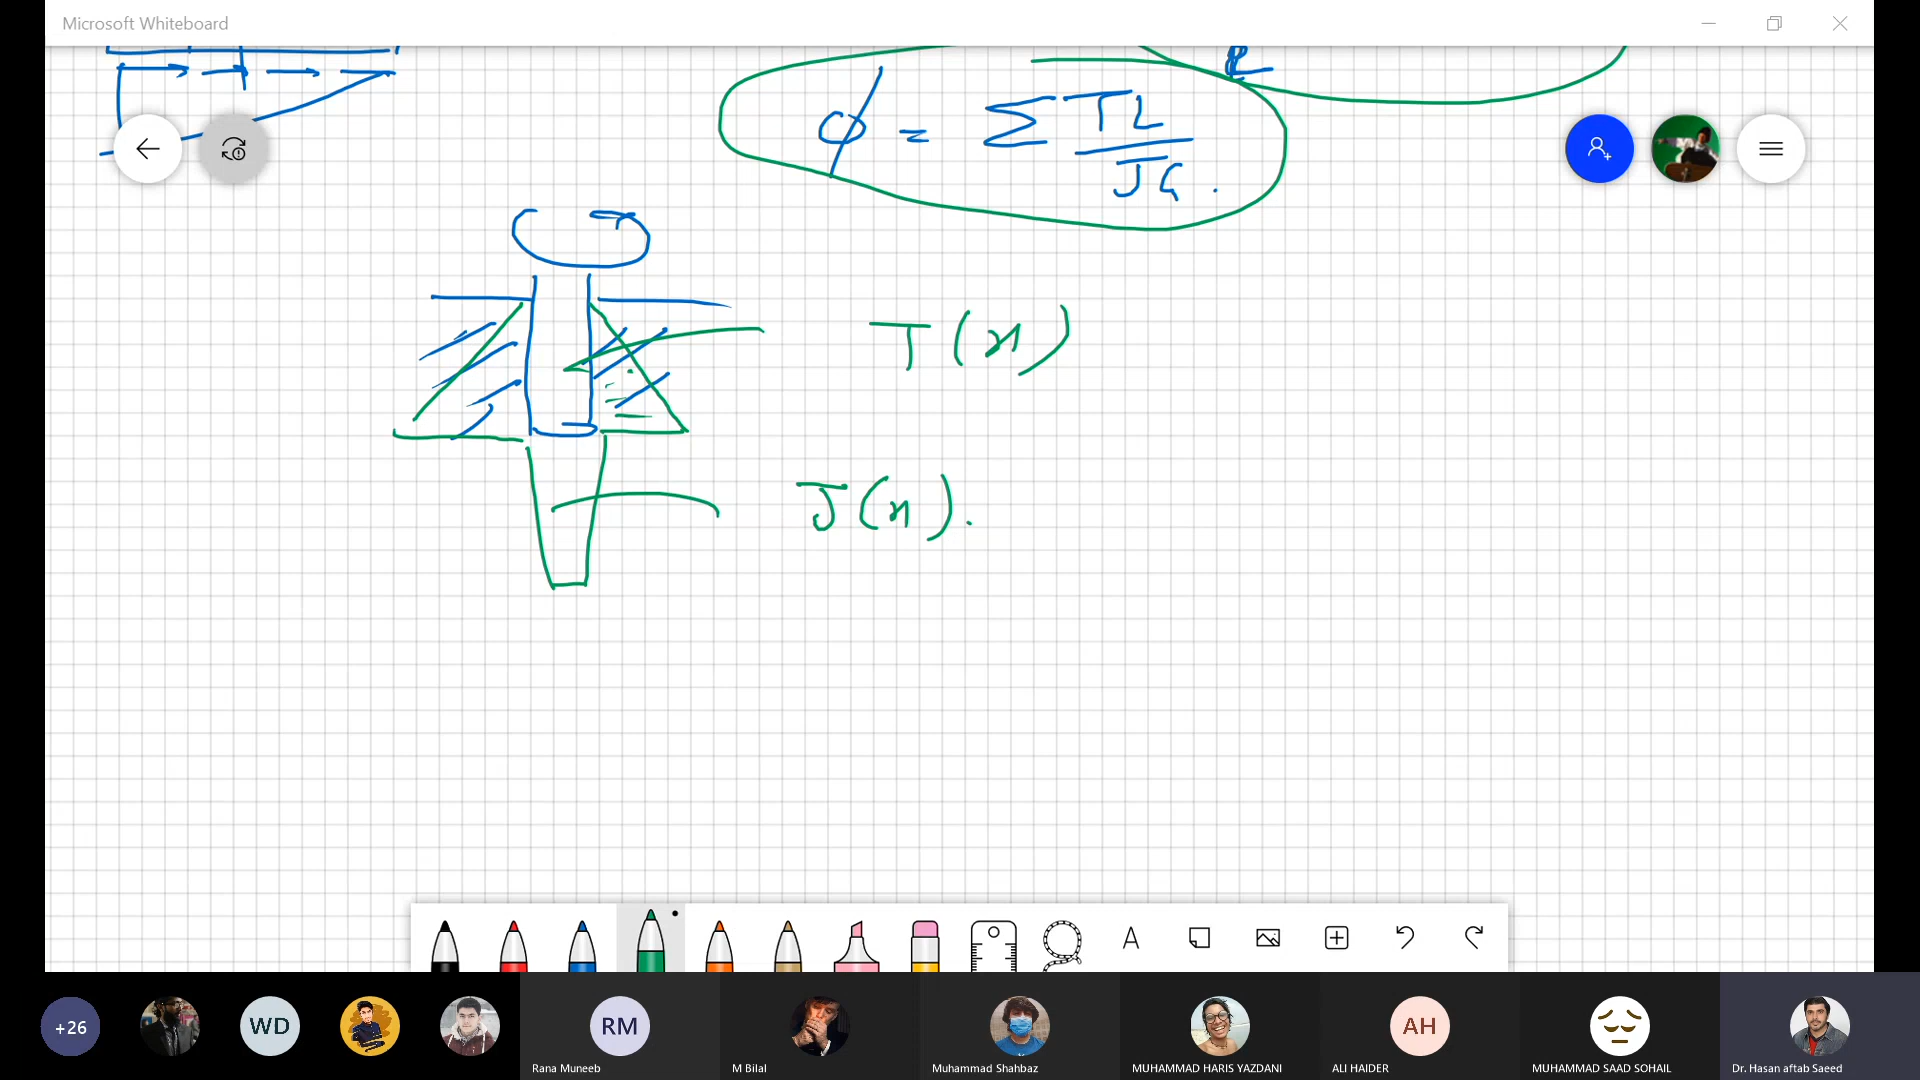 Microsoft Whiteboard
L
ϕ = Σ TL / JG .
T(x)
J(x).
A
+26
WD
RM
AH
Rana Muneeb
M Bilal
Muhammad Shahbaz
MUHAMMAD HARIS YAZDANI
ALI HAIDER
MUHAMMAD SAAD SOHAIL
Dr. Hasan aftab Saeed